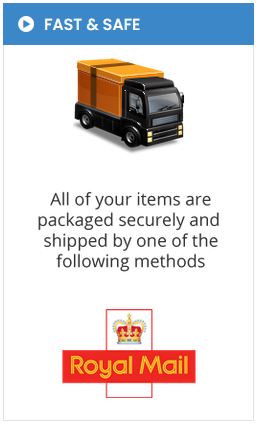 FAST & SAFE
All of your items are
packaged securely and
shipped by one of the
following methods
Royal Mail